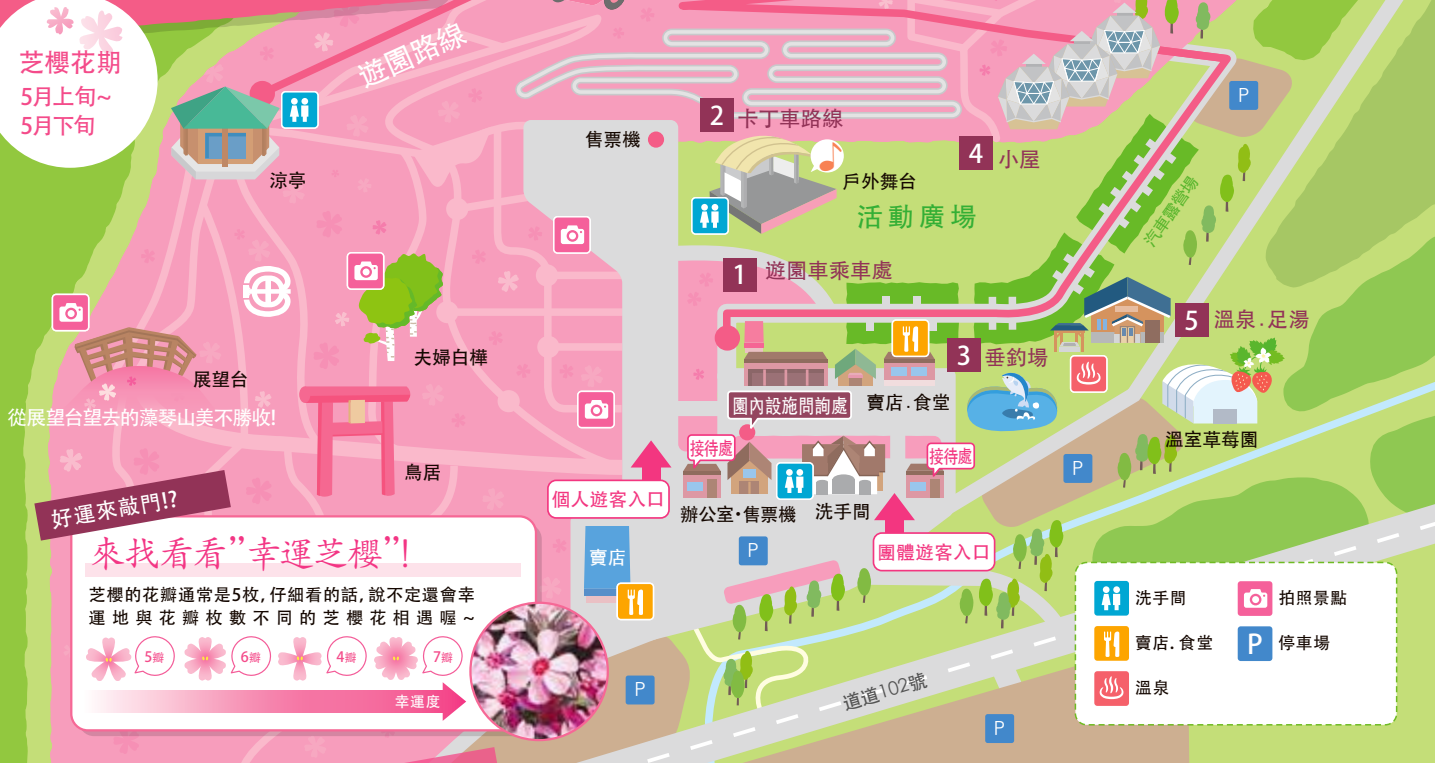 芝櫻花期
5月上旬~
5月下旬
遊園路線
涼亭
售票機
2 卡丁車路線
戶外舞台
活動廣場
4 小屋
P
汽車露營場
1 遊園車乘車處
夫婦白樺
展望台
從展望台望去的藻琴山美不勝收!
鳥居
3 垂釣場
5 溫泉.足湯
園內設施問詢處
賣店.食堂
溫室草莓園
接待處
接待處
個人遊客入口
辦公室・售票機
洗手間
團體遊客入口
P
P
賣店
好運來敲門!?
來找看看”幸運芝櫻”!
芝櫻的花瓣通常是5枚,仔細看的話,說不定還會幸
運地與花瓣枚數不同的芝櫻花相遇喔~
5瓣
6瓣
4瓣
7瓣
幸運度
P
道道102號
P
洗手間
拍照景點
賣店.食堂
P 停車場
溫泉